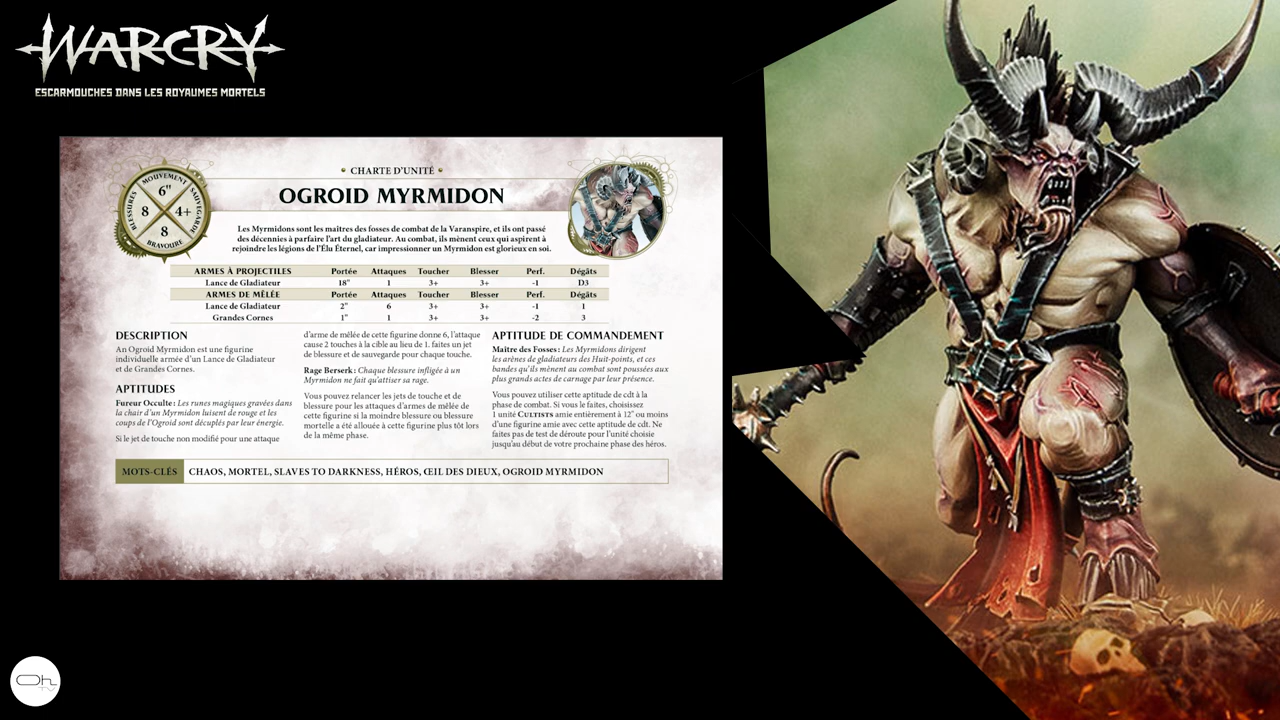 WARCRY
ESCARMOUCHES DANS LES ROYAUMES MORTELS
CHARTE D'UNITÉ
OGROID MYRMIDON
MOUVEMENT
6"
BLESSURES
8
4+
SAUVEGARDE
8
BRAVOURE
Les Myrmidons sont les maîtres des fosses de combat de la Varanspire, et ils ont passé
des décennies à parfaire l'art du gladiateur. Au combat, ils mènent ceux qui aspirent à
rejoindre les légions de l'Élu Éternel, car impressionner un Myrmidon est glorieux en soi.
ARMES À PROJECTILES Portée Attaques Toucher Blesser Perf. Dégâts
Lance de Gladiateur 18" 1 3+ 3+ -1 D3
ARMES DE MÊLÉE Portée Attaques Toucher Blesser Perf. Dégâts
Lance de Gladiateur 2" 6 3+ 3+ -1 1
Grandes Cornes 1" 1 3+ 3+ -2 3
DESCRIPTION
An Ogroid Myrmidon est une figurine
individuelle armée d'un Lance de Gladiateur
et de Grandes Cornes.
APTITUDES
Fureur Occulte : Les runes magiques gravées dans
la chair d'un Myrmidon luisent de rouge et les
coups de l'Ogroid sont décuplés par leur énergie.
Si le jet de touche non modifié pour une attaque
d'arme de mêlée de cette figurine donne 6, l'attaque
cause 2 touches à la cible au lieu de 1. faites un jet
de blessure et de sauvegarde pour chaque touche.
Rage Berserk : Chaque blessure infligée à un
Myrmidon ne fait qu'attiser sa rage.
Vous pouvez relancer les jets de touche et de
blessure pour les attaques d'armes de mêlée de
cette figurine si la moindre blessure ou blessure
mortelle a été allouée à cette figurine plus tôt lors
de la même phase.
APTITUDE DE COMMANDEMENT
Maître des Fosses : Les Myrmidons dirigent
les arènes de gladiateurs des Huit-points, et ces
bandes qu'ils mènent au combat sont poussées aux
plus grands actes de carnage par leur présence.
Vous pouvez utiliser cette aptitude de cdt à la
phase de combat. Si vous le faites, choisissez
1 unité CULTISTS amie entièrement à 12" ou moins
d'une figurine amie avec cette aptitude de cdt. Ne
faites pas de test de déroute pour l'unité choisie
jusqu'au début de votre prochaine phase des héros.
MOTS-CLÉS CHAOS, MORTEL, SLAVES TO DARKNESS, HÉROS, ŒIL DES DIEUX, OGROID MYRMIDON
Oh
TV